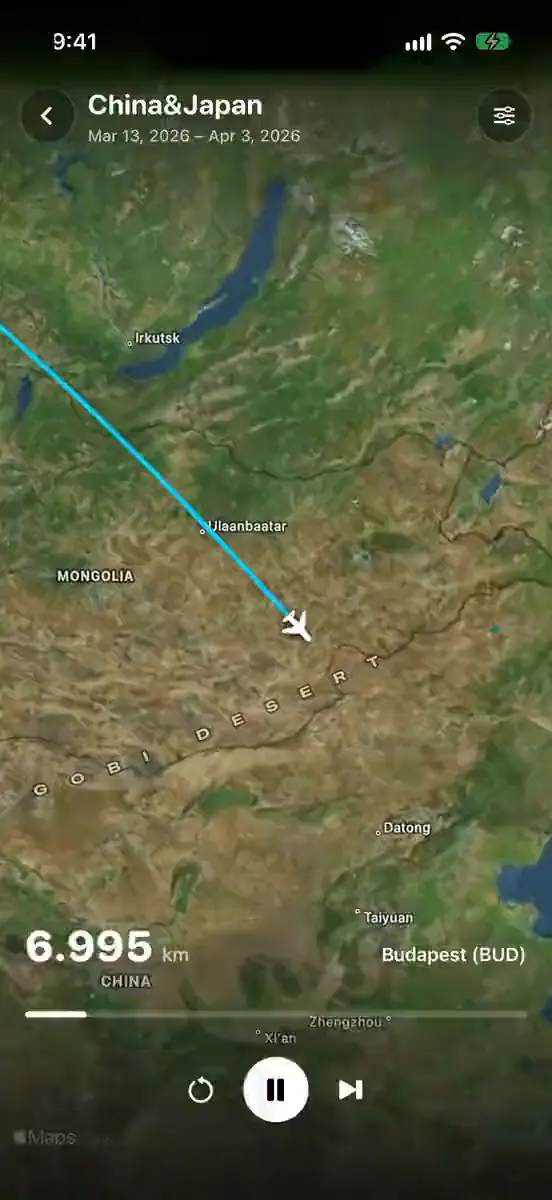 9:41
China&Japan
Mar 13, 2026 – Apr 3, 2026
Irkutsk
Ulaanbaatar
MONGOLIA
GOBI DESERT
Datong
Taiyuan
6.995 km
Budapest (BUD)
CHINA
Zhengzhou
Xi'an
Maps